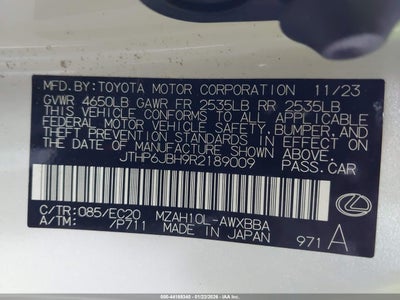 MFD.BY:TOYOTA MOTOR CORPORATION 11/23
GVWR 4650LB GAWR FR 2535LB RR 2535LB
THIS VEHICLE CONFORMS TO ALL APPLICABLE
FEDERAL MOTOR VEHICLE SAFETY,BUMPER,AND
THEFT PREVENTION STANDARDS IN EFFECT ON
THE DATE OF MANUFACTURE SHOWN ABOVE.
JTHP6JBH9R2189009 PASS.CAR
C/TR:085/EC20 MZAH10L-AWXBBA
A/TM: /P711 MADE IN JAPAN 971 A